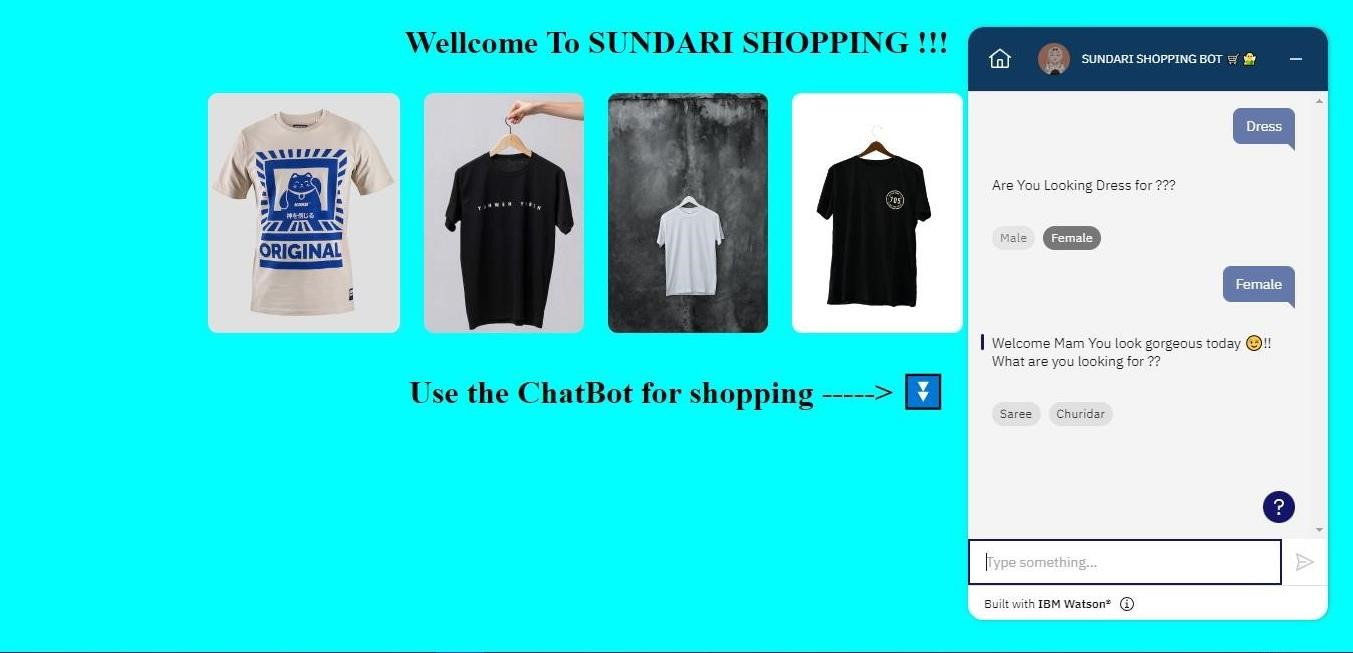 Wellcome To SUNDARI SHOPPING !!!
ORIGINAL
705
Use the ChatBot for shopping ----->
SUNDARI SHOPPING BOT
Dress
Are You Looking Dress for ???
Male
Female
Female
Welcome Mam You look gorgeous today 😉!!
What are you looking for ??
Saree
Churidar
?
Type something...
Built with IBM Watson®